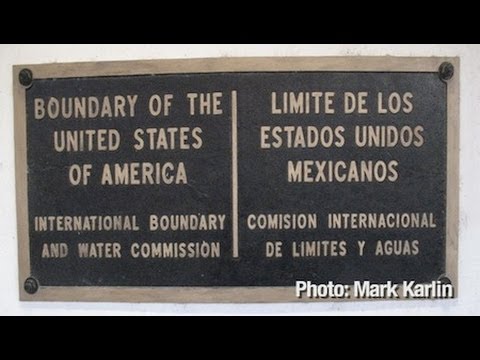 BOUNDARY OF THE
UNITED STATES
OF AMERICA
INTERNATIONAL BOUNDARY
AND WATER COMMISSION
LIMITE DE LOS
ESTADOS UNIDOS
MEXICANOS
COMISION INTERNACIONAL
DE LIMITES Y AGUAS
Photo: Mark Karlin